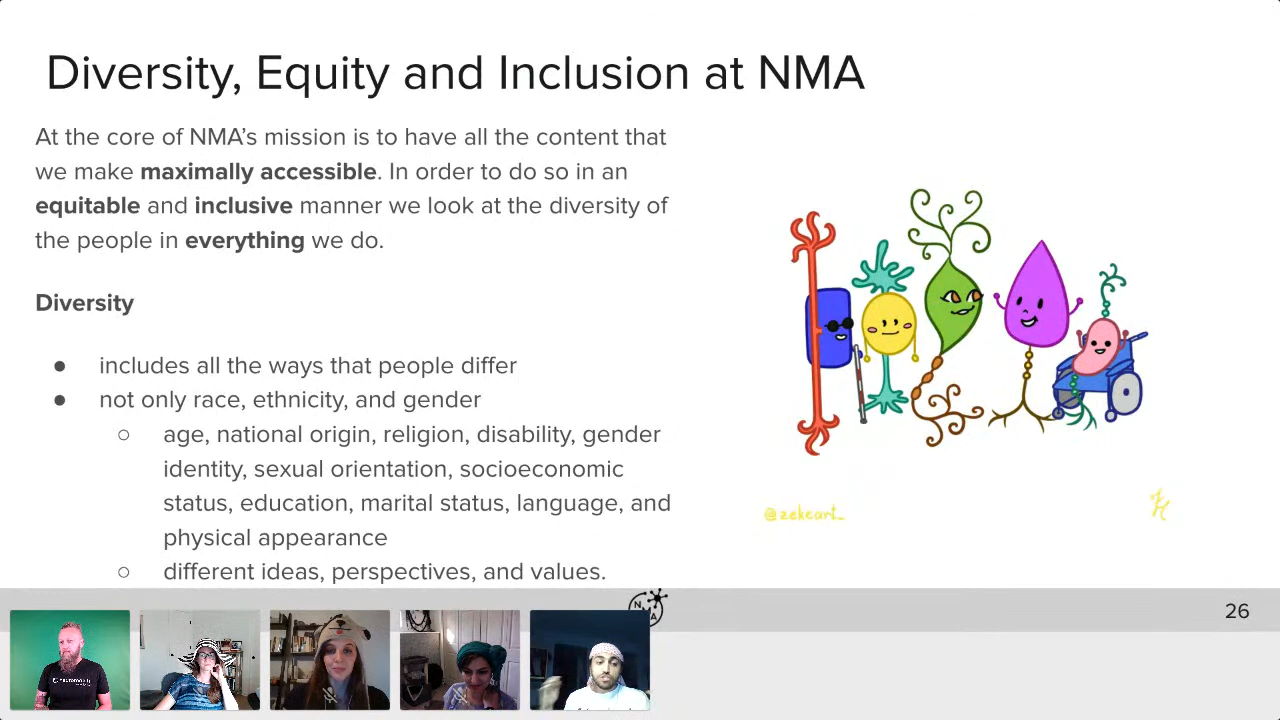 Diversity, Equity and Inclusion at NMA
At the core of NMA's mission is to have all the content that
we make maximally accessible. In order to do so in an
equitable and inclusive manner we look at the diversity of
the people in everything we do.
Diversity
● includes all the ways that people differ
● not only race, ethnicity, and gender
○ age, national origin, religion, disability, gender
identity, sexual orientation, socioeconomic
status, education, marital status, language, and
physical appearance
○ different ideas, perspectives, and values.
@zekeart_
NMA
26